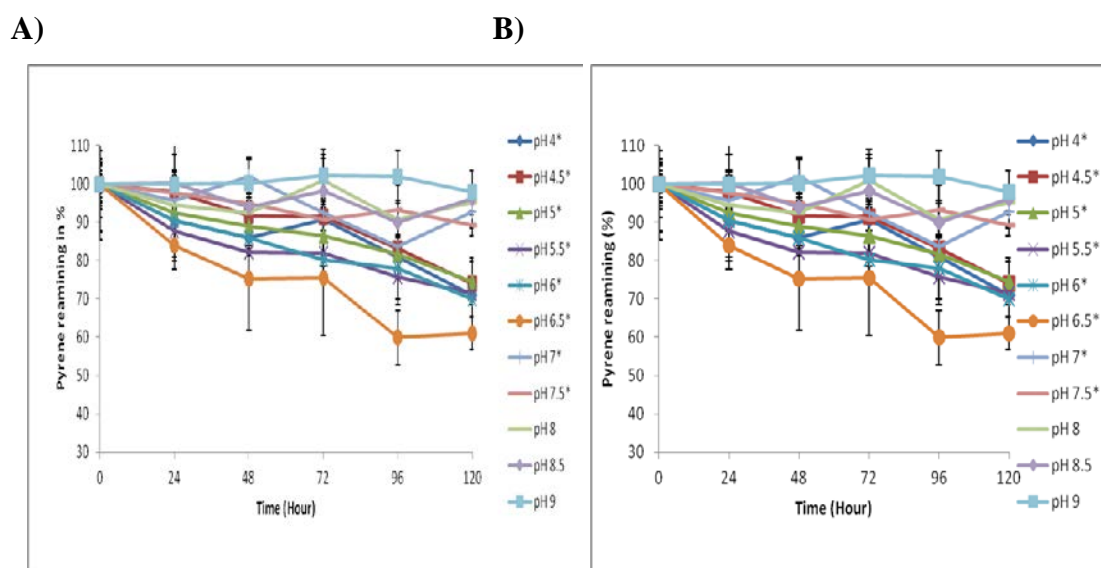 A)
B)
Pyrene reamining in %
110
100
90
80
70
60
50
40
30
0
24
48
72
96
120
Time (Hour)
pH 4*
pH 4.5*
pH 5*
pH 5.5*
pH 6*
pH 6.5*
pH 7*
pH 7.5*
pH 8
pH 8.5
pH 9
Pyrene reamining (%)
110
100
90
80
70
60
50
40
30
0
24
48
72
96
120
Time (Hour)
pH 4*
pH 4.5*
pH 5*
pH 5.5*
pH 6*
pH 6.5*
pH 7*
pH 7.5*
pH 8
pH 8.5
pH 9